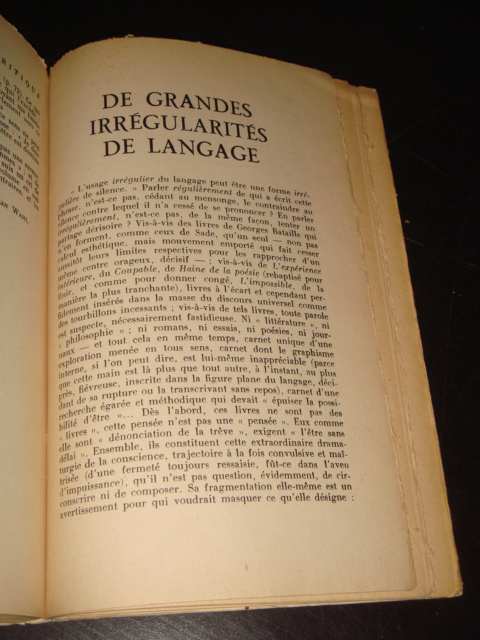 RITIQUE
DE GRANDES
IRRÉGULARITÉS
DE LANGAGE
« L'usage irrégulier du langage peut être une forme irré-
gulière de silence. » Parler régulièrement de qui a écrit cette
phrase, n'est-ce pas, cédant au mensonge, le contraindre au
silence contre lequel il n'a cessé de se prononcer ? En parler
irrégulièrement, n'est-ce pas, de la même façon, tenter un
partage dérisoire ? Vis-à-vis des livres de Georges Bataille qui
se forment, comme ceux de Sade, qu'un seul — non pas
calcul esthétique, mais mouvement emporté qui fait cesser
aussitôt leurs limites respectives pour les rapprocher d'un
même centre orageux, décisif — ; vis-à-vis de L'expérience
intérieure, du Coupable, de Haine de la poésie (rebaptisé pour
finir, et comme pour donner congé, L'impossible, de la
manière la plus tranchante), livres à l'écart et cependant per-
fidement insérés dans la masse du discours universel comme
des tourbillons incessants ; vis-à-vis de tels livres, toute parole
est suspecte, nécessairement fastidieuse. Ni « littérature », ni
« philosophie » ; ni romans, ni essais, ni poésies, ni jour-
naux — et tout cela en même temps, carnet unique d'une
exploration menée en tous sens, carnet dont le graphisme
interne, si l'on peut dire, est lui-même inappréciable (parce
que cette main est là plus que tout autre, à l'instant, au plus
près. Rêveuse, inscrite dans la figure plane du langage, déci-
dant de sa rupture ou la transcrivant sans repos), carnet d'une
recherche égarée et méthodique qui devait « épuiser la possi-
bilité d'être »... Dès l'abord, ces livres ne sont pas des
« livres », cette pensée n'est pas une « pensée ». Eux comme
elle sont « dénonciation de la trêve », exigent « l'être sans
délai ». Ensemble, ils constituent cette extraordinaire drama-
turgie de la conscience, trajectoire à la fois convulsive et maî-
trisée (d'une fermeté toujours ressaisie, fût-ce dans l'aveu
d'impuissance), qu'il n'est pas question, évidemment, de cir-
conscrire ni de composer. Sa fragmentation elle-même est un
avertissement pour qui voudrait masquer ce qu'elle désigne :